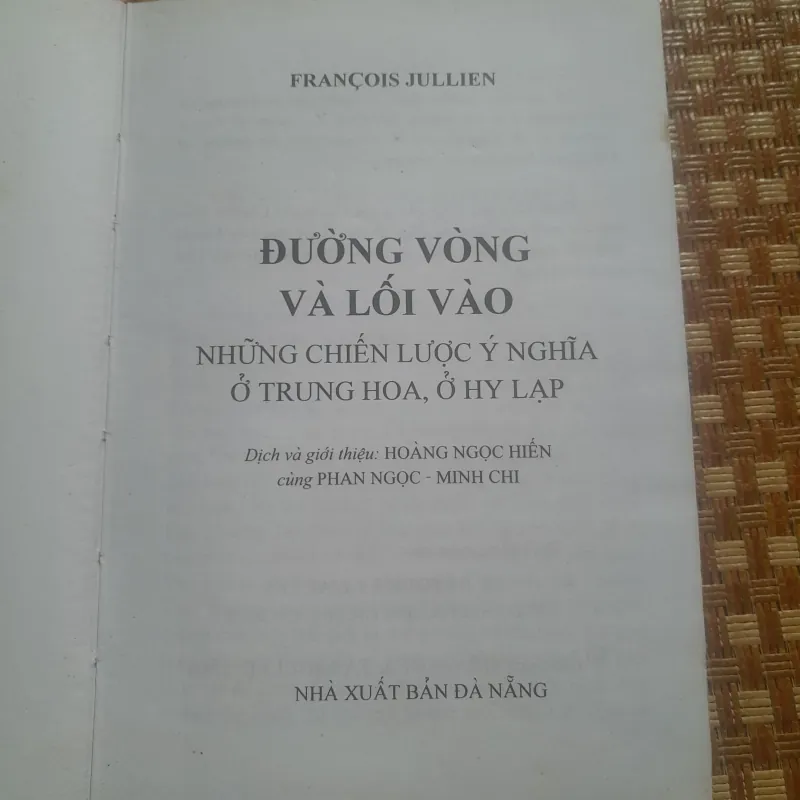 FRANÇOIS JULLIEN
ĐƯỜNG VÒNG
VÀ LỐI VÀO
NHỮNG CHIẾN LƯỢC Ý NGHĨA
Ở TRUNG HOA, Ở HY LẠP
Dịch và giới thiệu: HOÀNG NGỌC HIẾN
cùng PHAN NGỌC - MINH CHI
NHÀ XUẤT BẢN ĐÀ NẴNG